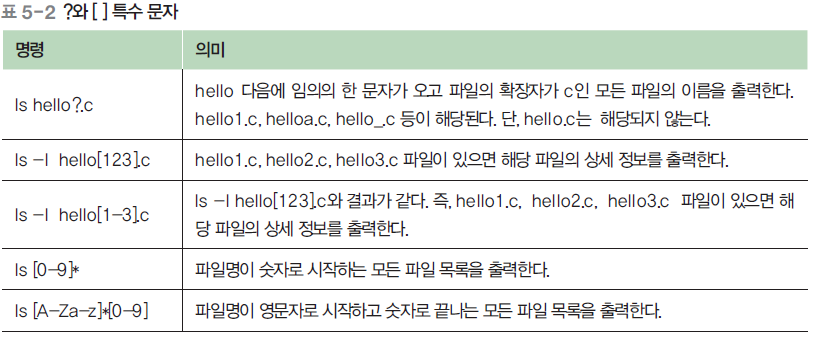 표 5-2 ?와 [ ] 특수 문자
명령 의미
ls hello?.c
hello 다음에 임의의 한 문자가 오고 파일의 확장자가 c인 모든 파일의 이름을 출력한다.
hello1.c, helloa.c, hello_.c 등이 해당된다. 단, hello.c는 해당되지 않는다.
ls -l hello[123].c hello1.c, hello2.c, hello3.c 파일이 있으면 해당 파일의 상세 정보를 출력한다.
ls -l hello[1-3].c
ls -l hello[123].c와 결과가 같다. 즉, hello1.c, hello2.c, hello3.c 파일이 있으면 해
당 파일의 상세 정보를 출력한다.
ls [0-9]* 파일명이 숫자로 시작하는 모든 파일 목록을 출력한다.
ls [A-Za-z]*[0-9] 파일명이 영문자로 시작하고 숫자로 끝나는 모든 파일 목록을 출력한다.